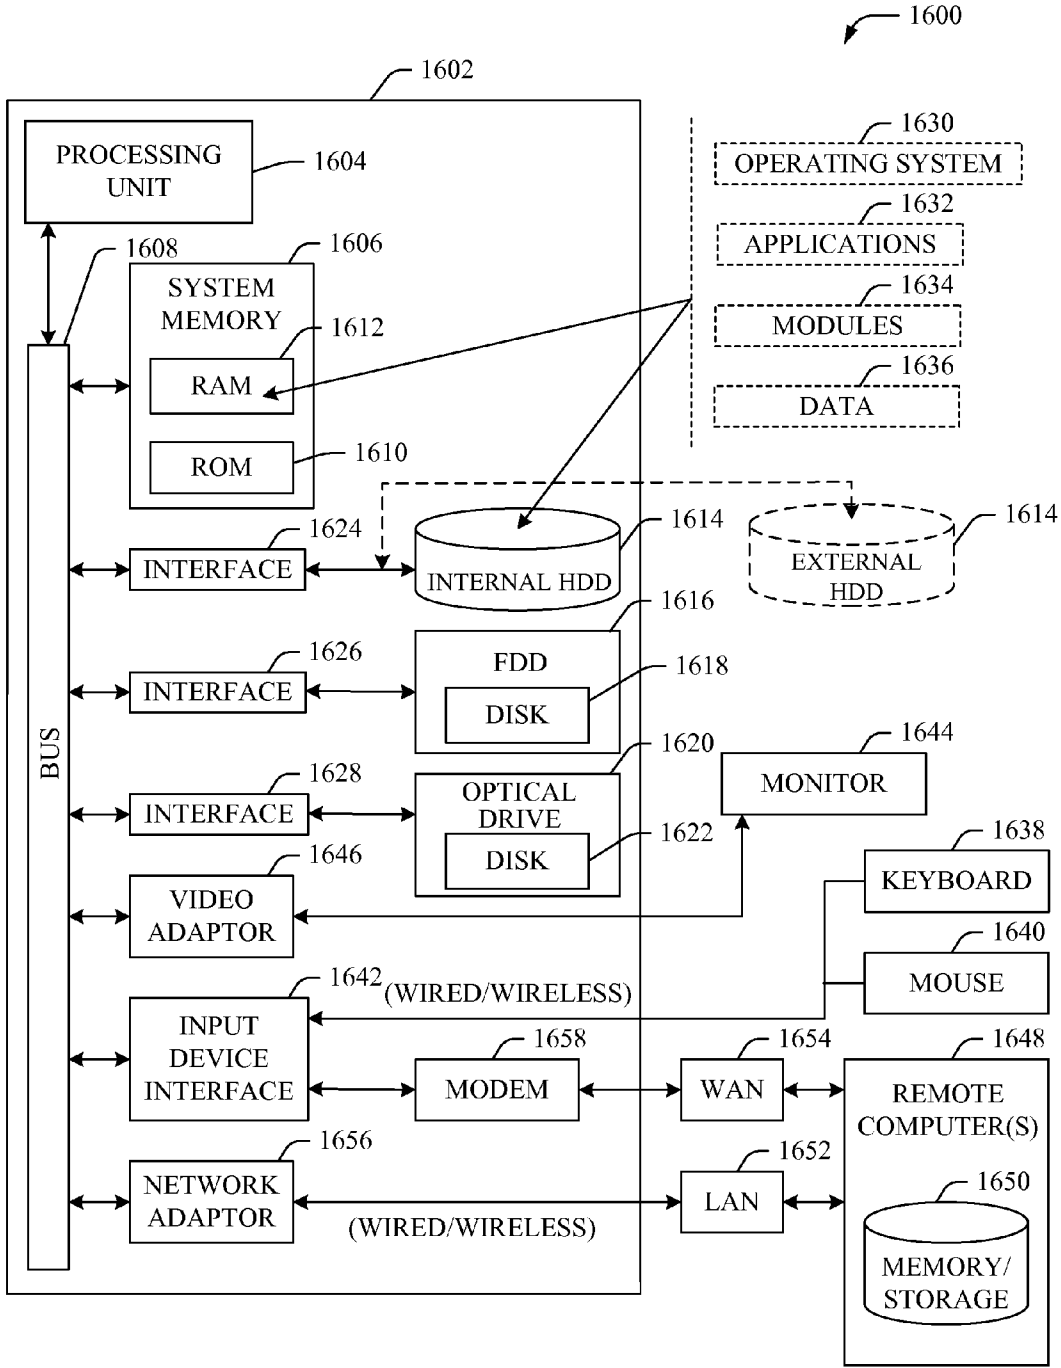 1600
1602
PROCESSING
UNIT
1604
1630
OPERATING SYSTEM
1632
APPLICATIONS
1634
MODULES
1636
DATA
1608
1606
SYSTEM
MEMORY
1612
RAM
1610
ROM
1624
INTERFACE
1614
INTERNAL HDD
1614
EXTERNAL
HDD
1616
FDD
1626
INTERFACE
1618
DISK
BUS
1620
OPTICAL
DRIVE
1628
INTERFACE
1622
DISK
1644
MONITOR
1646
VIDEO
ADAPTOR
1638
KEYBOARD
1640
MOUSE
1642
(WIRED/WIRELESS)
INPUT
DEVICE
INTERFACE
1658
MODEM
1654
WAN
1648
REMOTE
COMPUTER(S)
1656
NETWORK
ADAPTOR
(WIRED/WIRELESS)
1652
LAN
1650
MEMORY/
STORAGE